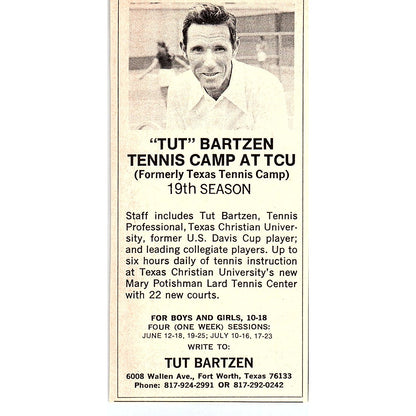 "TUT" BARTZEN
TENNIS CAMP AT TCU
(Formerly Texas Tennis Camp)
19th SEASON
Staff includes Tut Bartzen, Tennis
Professional, Texas Christian Univer-
sity, former U.S. Davis Cup player;
and leading collegiate players. Up to
six hours daily of tennis instruction
at Texas Christian University's new
Mary Potishman Lard Tennis Center
with 22 new courts.
FOR BOYS AND GIRLS, 10-18
FOUR (ONE WEEK) SESSIONS:
JUNE 12-18, 19-25; JULY 10-16, 17-23
WRITE TO:
TUT BARTZEN
6008 Wallen Ave., Fort Worth, Texas 76133
Phone: 817-924-2991 OR 817-292-0242